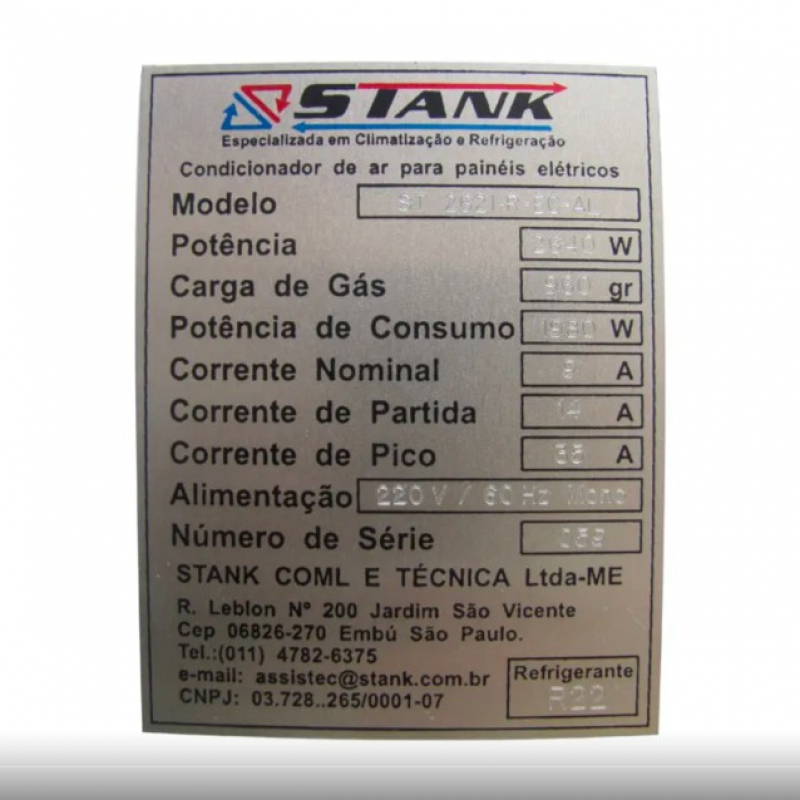 STANK
Especializada em Climatização e Refrigeração
Condicionador de ar para painéis elétricos
Modelo ST 2621-R-EC-AL
Potência 2640 W
Carga de Gás 960 gr
Potência de Consumo 1980 W
Corrente Nominal 9 A
Corrente de Partida 14 A
Corrente de Pico 35 A
Alimentação 220 V / 60 Hz Mono
Número de Série 059
STANK COML E TÉCNICA Ltda-ME
R. Leblon Nº 200 Jardim São Vicente
Cep 06826-270 Embú São Paulo.
Tel.:(011) 4782-6375
e-mail: assistec@stank.com.br
CNPJ: 03.728..265/0001-07
Refrigerante
R22